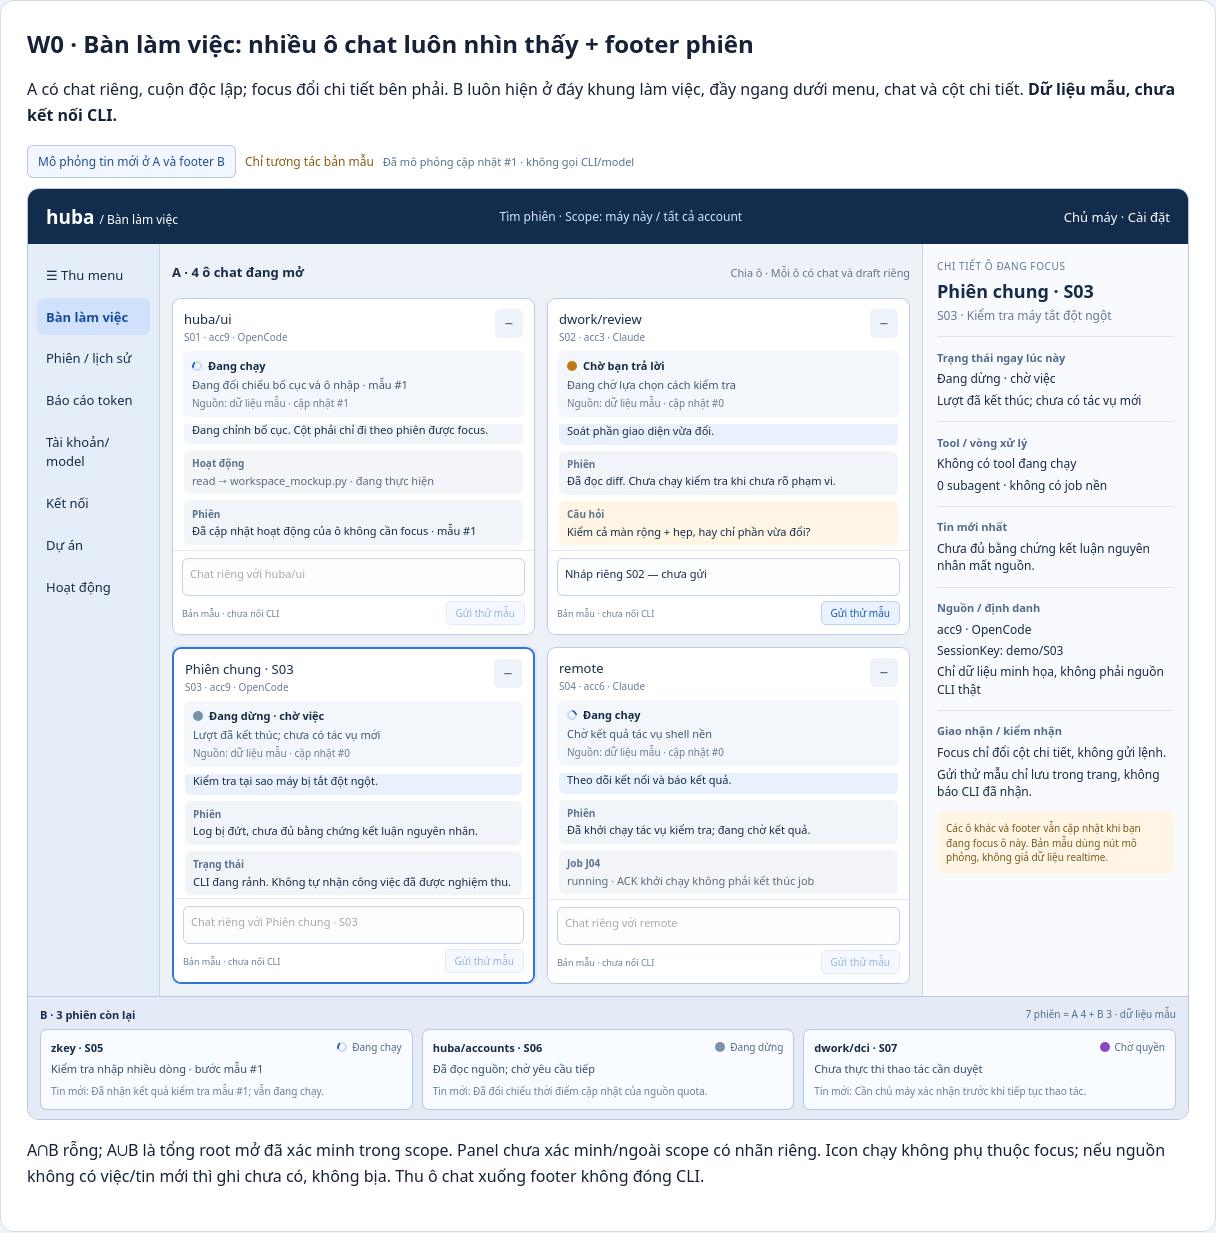 W0 · Bàn làm việc: nhiều ô chat luôn nhìn thấy + footer phiên
A có chat riêng, cuộn độc lập; focus đổi chi tiết bên phải. B luôn hiện ở đáy khung làm việc, đầy ngang dưới menu, chat và cột chi tiết. Dữ liệu mẫu, chưa
kết nối CLI.
Mô phỏng tin mới ở A và footer B
Chỉ tương tác bản mẫu
Đã mô phỏng cập nhật #1 · không gọi CLI/model
huba / Bàn làm việc
Tìm phiên · Scope: máy này / tất cả account
Chủ máy · Cài đặt
☰ Thu menu
Bàn làm việc
Phiên / lịch sử
Báo cáo token
Tài khoản/
model
Kết nối
Dự án
Hoạt động
A · 4 ô chat đang mở
Chia ô · Mỗi ô có chat và draft riêng
huba/ui
S01 · acc9 · OpenCode
–
Đang chạy
Đang đối chiếu bố cục và ô nhập · mẫu #1
Nguồn: dữ liệu mẫu · cập nhật #1
Đang chỉnh bố cục. Cột phải chỉ đi theo phiên được focus.
Hoạt động
read → workspace_mockup.py · đang thực hiện
Phiên
Đã cập nhật hoạt động của ô không cần focus · mẫu #1
Chat riêng với huba/ui
Bản mẫu · chưa nối CLI
Gửi thử mẫu
dwork/review
S02 · acc3 · Claude
–
Chờ bạn trả lời
Đang chờ lựa chọn cách kiểm tra
Nguồn: dữ liệu mẫu · cập nhật #0
Soát phần giao diện vừa đổi.
Phiên
Đã đọc diff. Chưa chạy kiểm tra khi chưa rõ phạm vi.
Câu hỏi
Kiểm cả màn rộng + hẹp, hay chỉ phần vừa đổi?
Nháp riêng S02 — chưa gửi
Bản mẫu · chưa nối CLI
Gửi thử mẫu
Phiên chung · S03
S03 · acc9 · OpenCode
–
Đang dừng · chờ việc
Lượt đã kết thúc; chưa có tác vụ mới
Nguồn: dữ liệu mẫu · cập nhật #0
Kiểm tra tại sao máy bị tắt đột ngột.
Phiên
Log bị đứt, chưa đủ bằng chứng kết luận nguyên nhân.
Trạng thái
CLI đang rảnh. Không tự nhận công việc đã được nghiệm thu.
Chat riêng với Phiên chung · S03
Bản mẫu · chưa nối CLI
Gửi thử mẫu
remote
S04 · acc6 · Claude
–
Đang chạy
Chờ kết quả tác vụ shell nền
Nguồn: dữ liệu mẫu · cập nhật #0
Theo dõi kết nối và báo kết quả.
Phiên
Đã khởi chạy tác vụ kiểm tra; đang chờ kết quả.
Job J04
running · ACK khởi chạy không phải kết thúc job
Chat riêng với remote
Bản mẫu · chưa nối CLI
Gửi thử mẫu
CHI TIẾT Ô ĐANG FOCUS
Phiên chung · S03
S03 · Kiểm tra máy tắt đột ngột
Trạng thái ngay lúc này
Đang dừng · chờ việc
Lượt đã kết thúc; chưa có tác vụ mới
Tool / vòng xử lý
Không có tool đang chạy
0 subagent · không có job nền
Tin mới nhất
Chưa đủ bằng chứng kết luận nguyên
nhân mất nguồn.
Nguồn / định danh
acc9 · OpenCode
SessionKey: demo/S03
Chỉ dữ liệu minh họa, không phải nguồn
CLI thật
Giao nhận / kiểm nhận
Focus chỉ đổi cột chi tiết, không gửi lệnh.
Gửi thử mẫu chỉ lưu trong trang, không
báo CLI đã nhận.
Các ô khác và footer vẫn cập nhật khi bạn
đang focus ô này. Bản mẫu dùng nút mô
phỏng, không giả dữ liệu realtime.
B · 3 phiên còn lại
7 phiên = A 4 + B 3 · dữ liệu mẫu
zkey · S05
Đang chạy
Kiểm tra nhập nhiều dòng · bước mẫu #1
Tin mới: Đã nhận kết quả kiểm tra mẫu #1; vẫn đang chạy.
huba/accounts · S06
Đang dừng
Đã đọc nguồn; chờ yêu cầu tiếp
Tin mới: Đã đối chiếu thời điểm cập nhật của nguồn quota.
dwork/dci · S07
Chờ quyền
Chưa thực thi thao tác cần duyệt
Tin mới: Cần chủ máy xác nhận trước khi tiếp tục thao tác.
A∩B rỗng; A∪B là tổng root mở đã xác minh trong scope. Panel chưa xác minh/ngoài scope có nhãn riêng. Icon chạy không phụ thuộc focus; nếu nguồn
không có việc/tin mới thì ghi chưa có, không bịa. Thu ô chat xuống footer không đóng CLI.